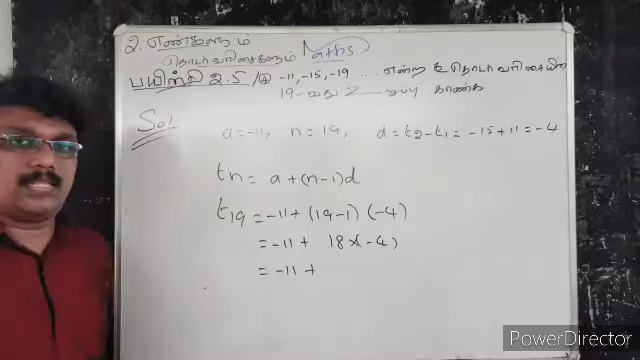 2. எண்களும்
தொடர்வரிசைகளும் Maths
பயிற்சி 2.5 / ④ -11, -15, -19 ... என்ற கூட்டுத்தொடர்வரிசையின்
19-வது உறுப்பு காண்க
Sol
a = -11, n = 19, d = t2 - t1 = -15 + 11 = -4
tn = a + (n-1)d
t19 = -11 + (19-1) (-4)
= -11 + 18 × (-4)
= -11 +
PowerDirector